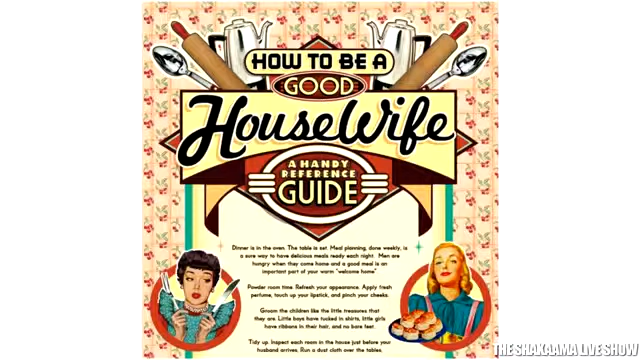 HOW TO BE A
GOOD
HouseWife
A HANDY
REFERENCE
GUIDE
Dinner is in the oven. The table is set. Meal planning, done weekly, is
a sure way to have delicious meals ready each night. Men are
hungry when they come home and a good meal is an
important part of your warm "welcome home"
Powder room time. Refresh your appearance. Apply fresh
perfume, touch up your lipstick, and pinch your cheeks.
Groom the children like the little treasures that
they are. Little boys have tucked in shirts, little girls
have ribbons in their hair, and no bare feet.
Tidy up. Inspect each room in the house just before your
husband arrives. Run a dust cloth over the tables.
THE SHAKAAMA LIVE SHOW